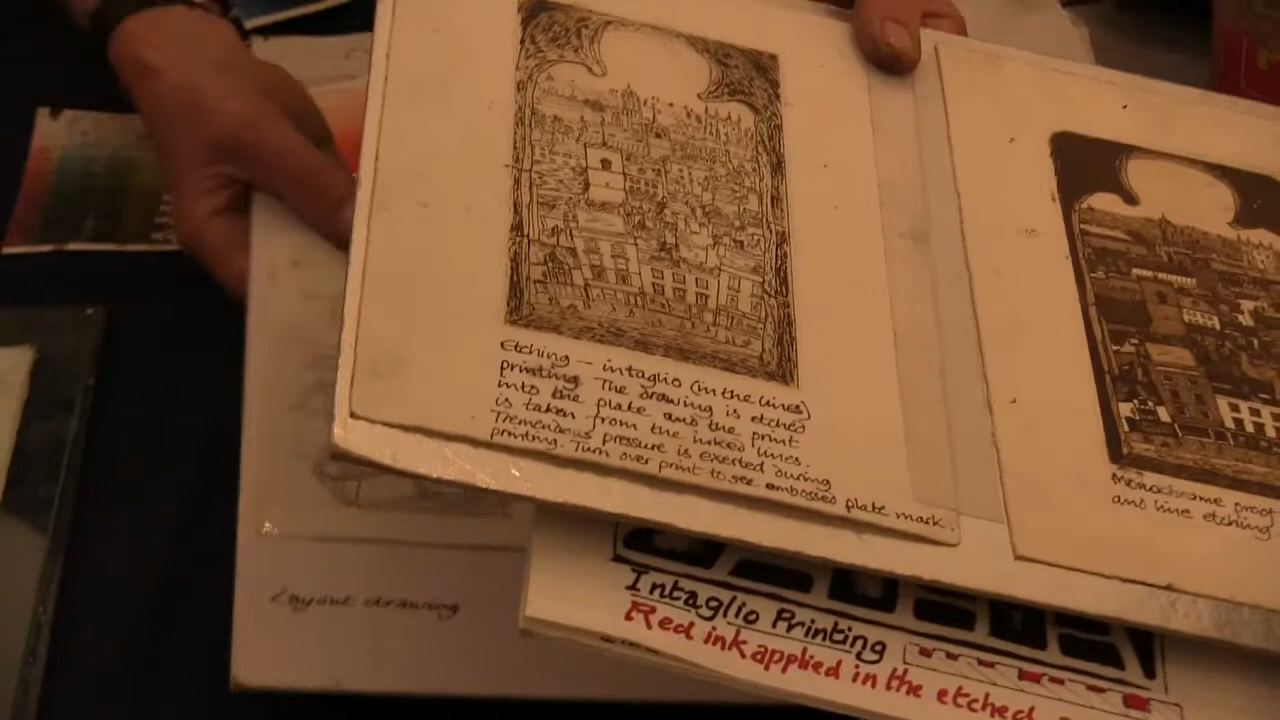 Etching – intaglio (in the lines)
printing. The drawing is etched
into the plate and the print
is taken from the inked lines.
Tremendous pressure is exerted during
printing. Turn over print to see embossed plate mark.
Monochrome proof
and line etching
Layout drawing
Intaglio Printing
Red ink applied in the etched